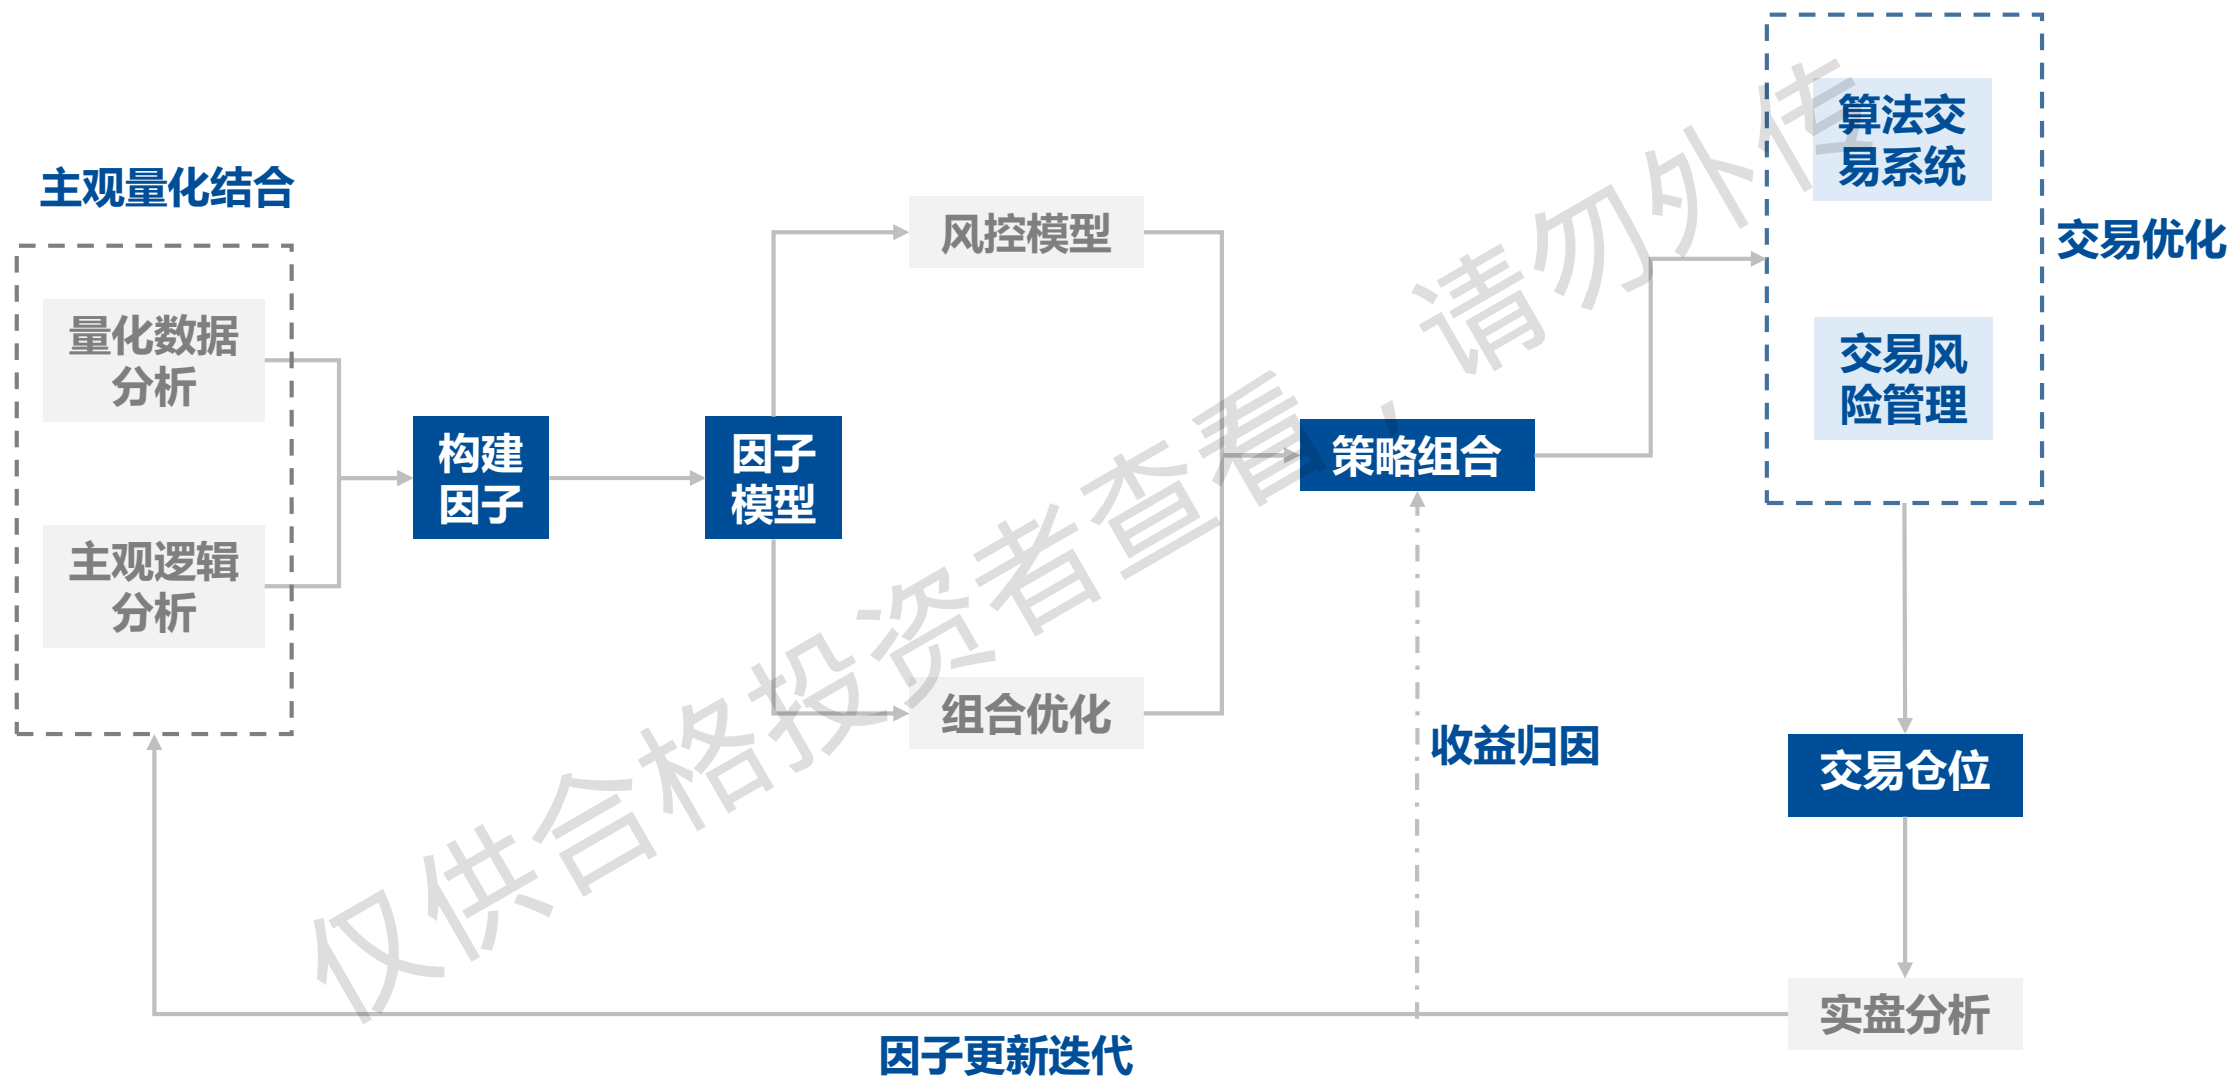 主观量化结合
量化数据
分析
主观逻辑
分析
构建
因子
因子
模型
风控模型
组合优化
策略组合
算法交
易系统
交易风
险管理
交易优化
收益归因
交易仓位
实盘分析
因子更新迭代
仅供合格投资者查看，请勿外传